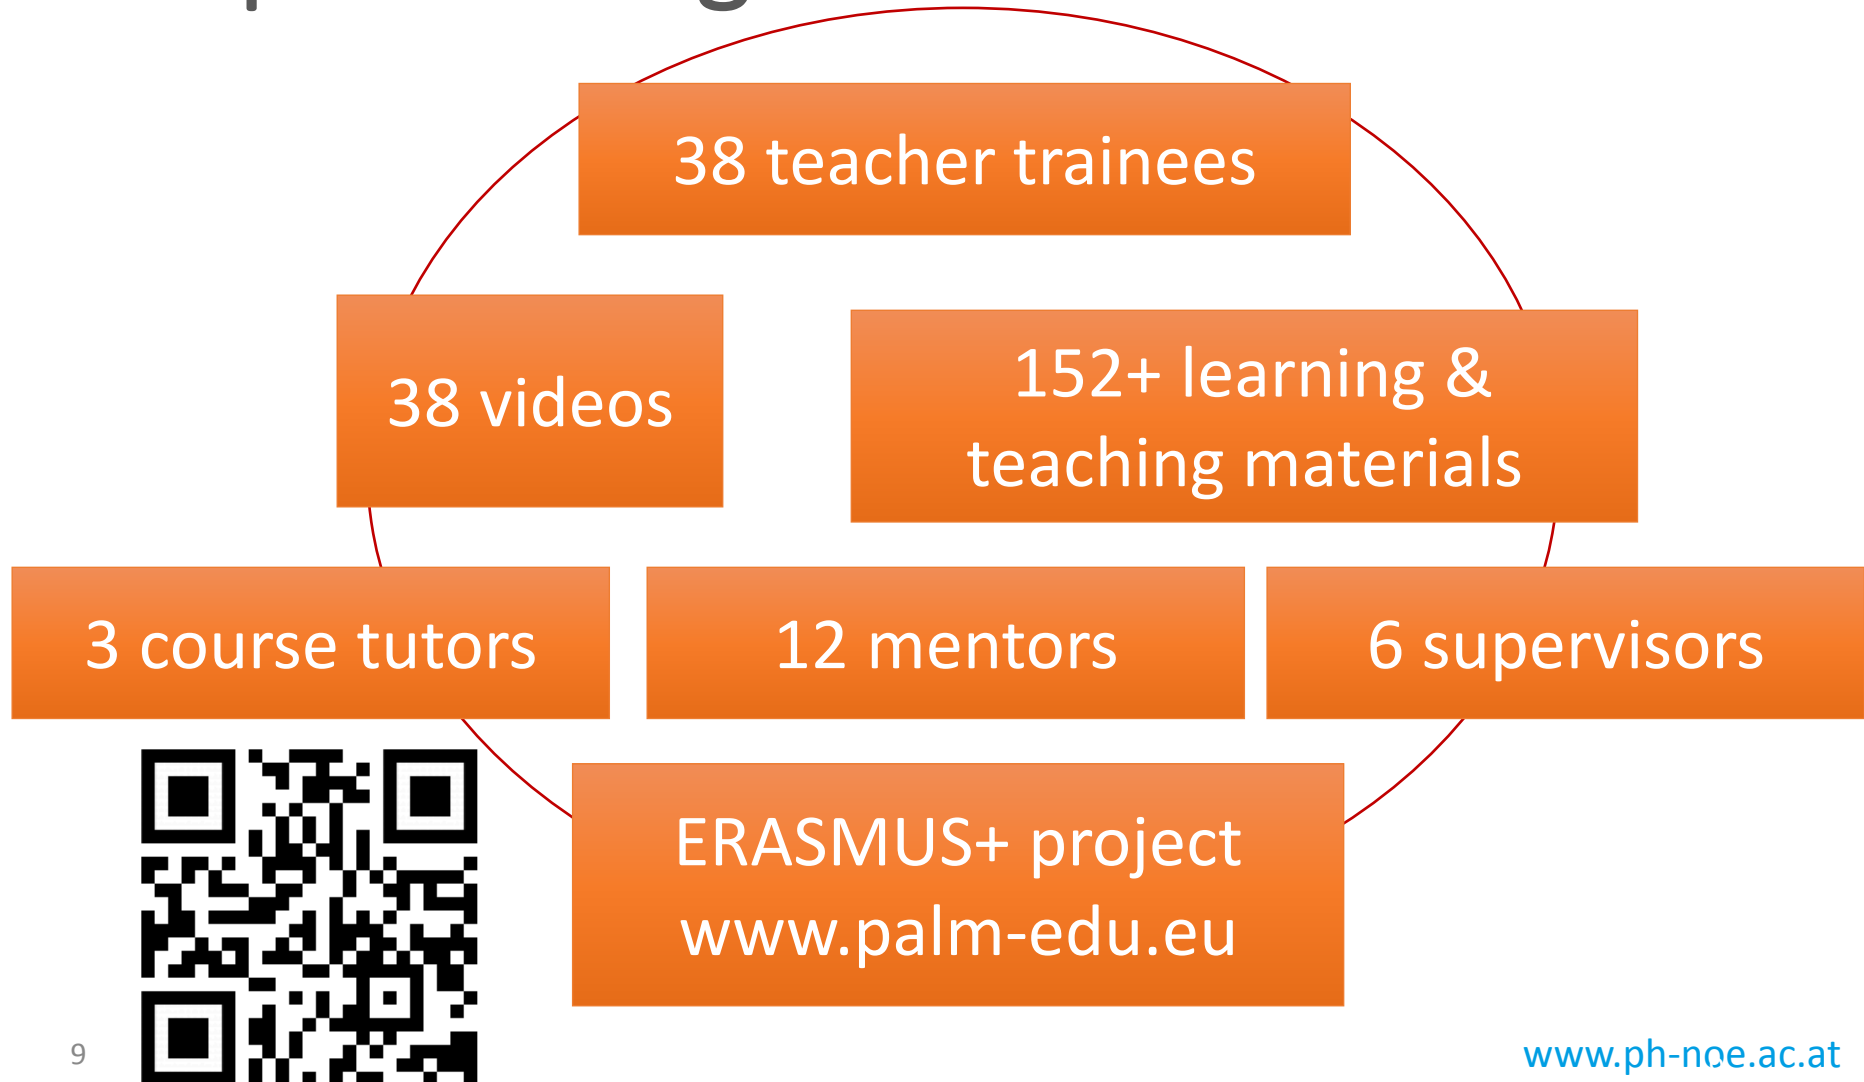 38 teacher trainees
38 videos
152+ learning &
teaching materials
3 course tutors
12 mentors
6 supervisors
ERASMUS+ project
www.palm-edu.eu
9
www.ph-noe.ac.at